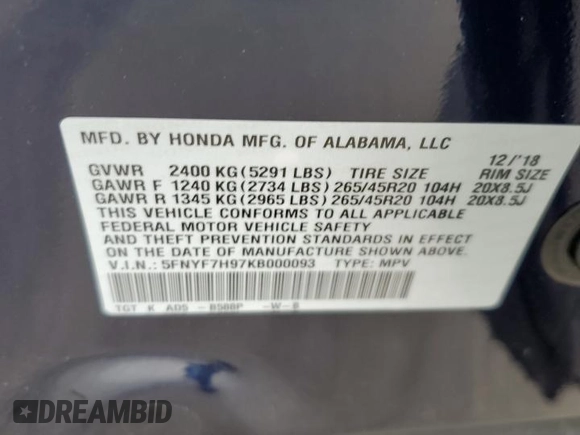 MFD. BY HONDA MFG. OF ALABAMA, LLC
12/'18
GVWR 2400 KG(5291 LBS) TIRE SIZE RIM SIZE
GAWR F 1240 KG(2734 LBS)265/45R20 104H 20X8.5J
GAWR R 1345 KG(2965 LBS)265/45R20 104H 20X8.5J
THIS VEHICLE CONFORMS TO ALL APPLICABLE
FEDERAL MOTOR VEHICLE SAFETY
AND THEFT PREVENTION STANDARDS IN EFFECT
ON THE DATE OF MANUFACTURE SHOWN ABOVE.
V.I.N.: 5FNYF7H97KB000093 TYPE: MPV
TGT K AD5 - B588P -W-B
DREAMBID